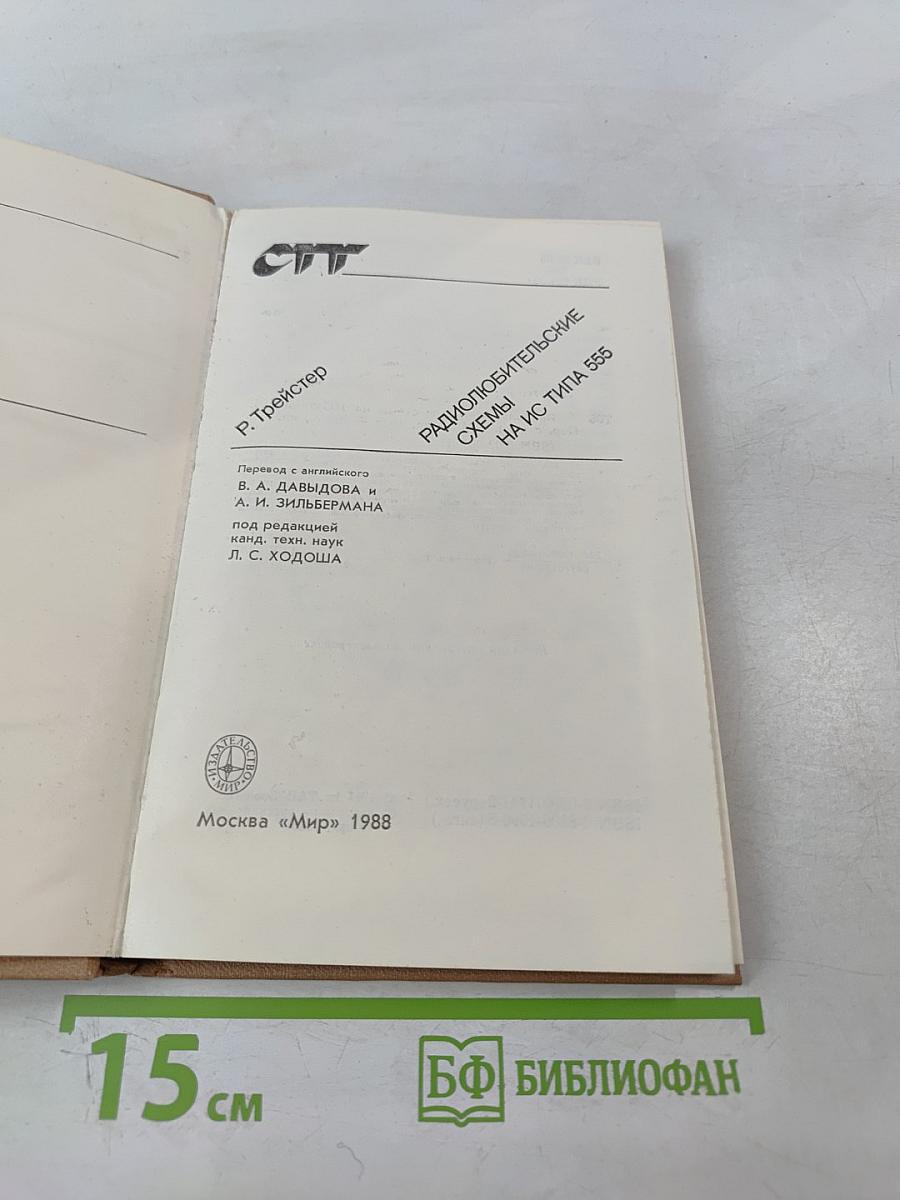 СПТ
Р. Трейстер
РАДИОЛЮБИТЕЛЬСКИЕ
СХЕМЫ
НА ИС ТИПА 555
Перевод с английского
В. А. ДАВЫДОВА и
А. И. ЗИЛЬБЕРМАНА
под редакцией
канд. техн. наук
Л. С. ХОДОША
ИЗДАТЕЛЬСТВО
МИР
Москва «Мир» 1988
15 см
БФ БИБЛИОФАН